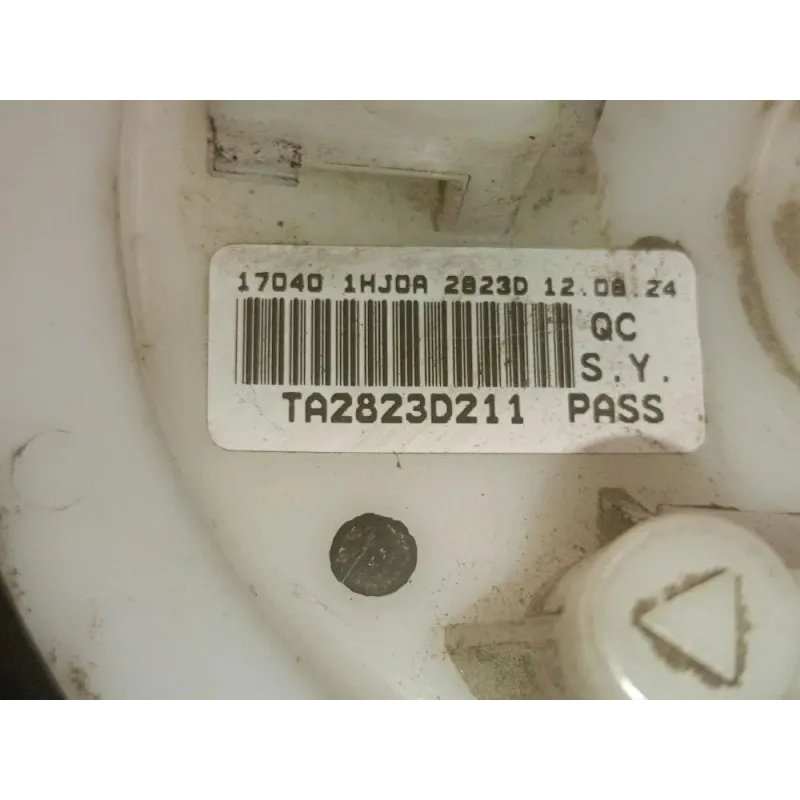 17040 1HJ0A 2823D 12.08.24
QC
S.Y.
TA2823D211 PASS